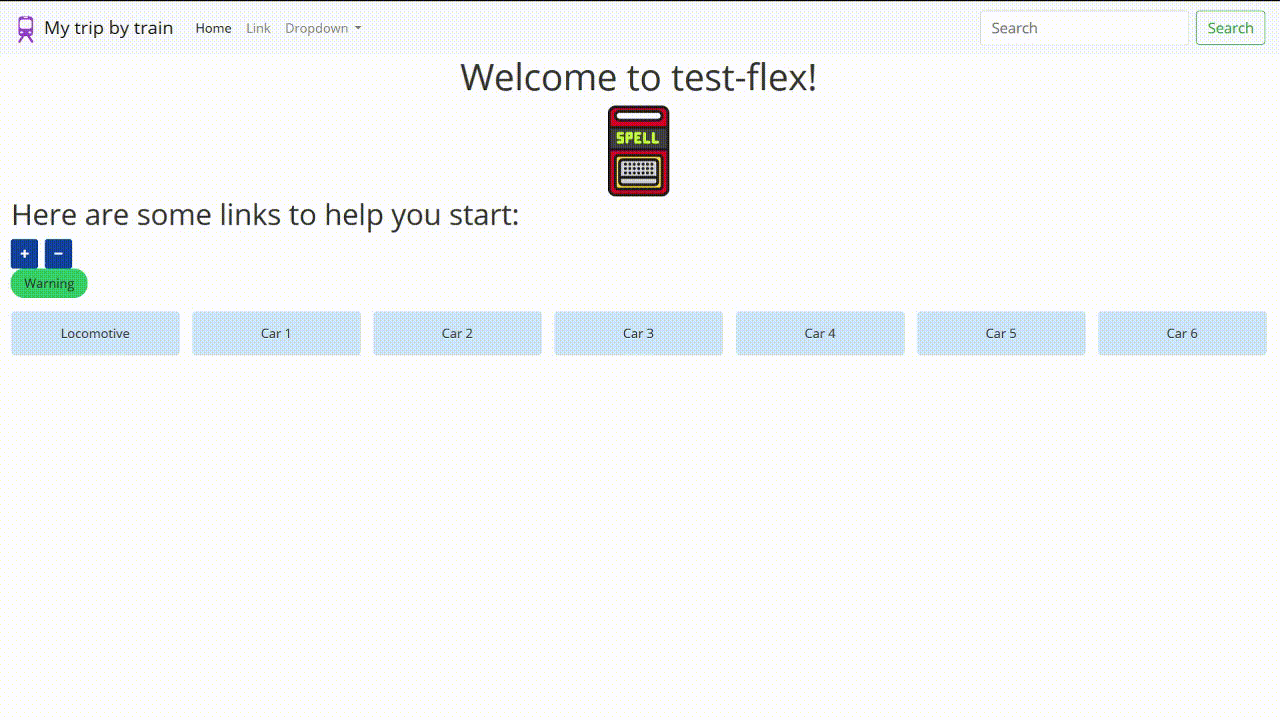 My trip by train Home Link Dropdown Search Search
Welcome to test-flex!
SPELL
Here are some links to help you start:
+ −
Warning
Locomotive Car 1 Car 2 Car 3 Car 4 Car 5 Car 6